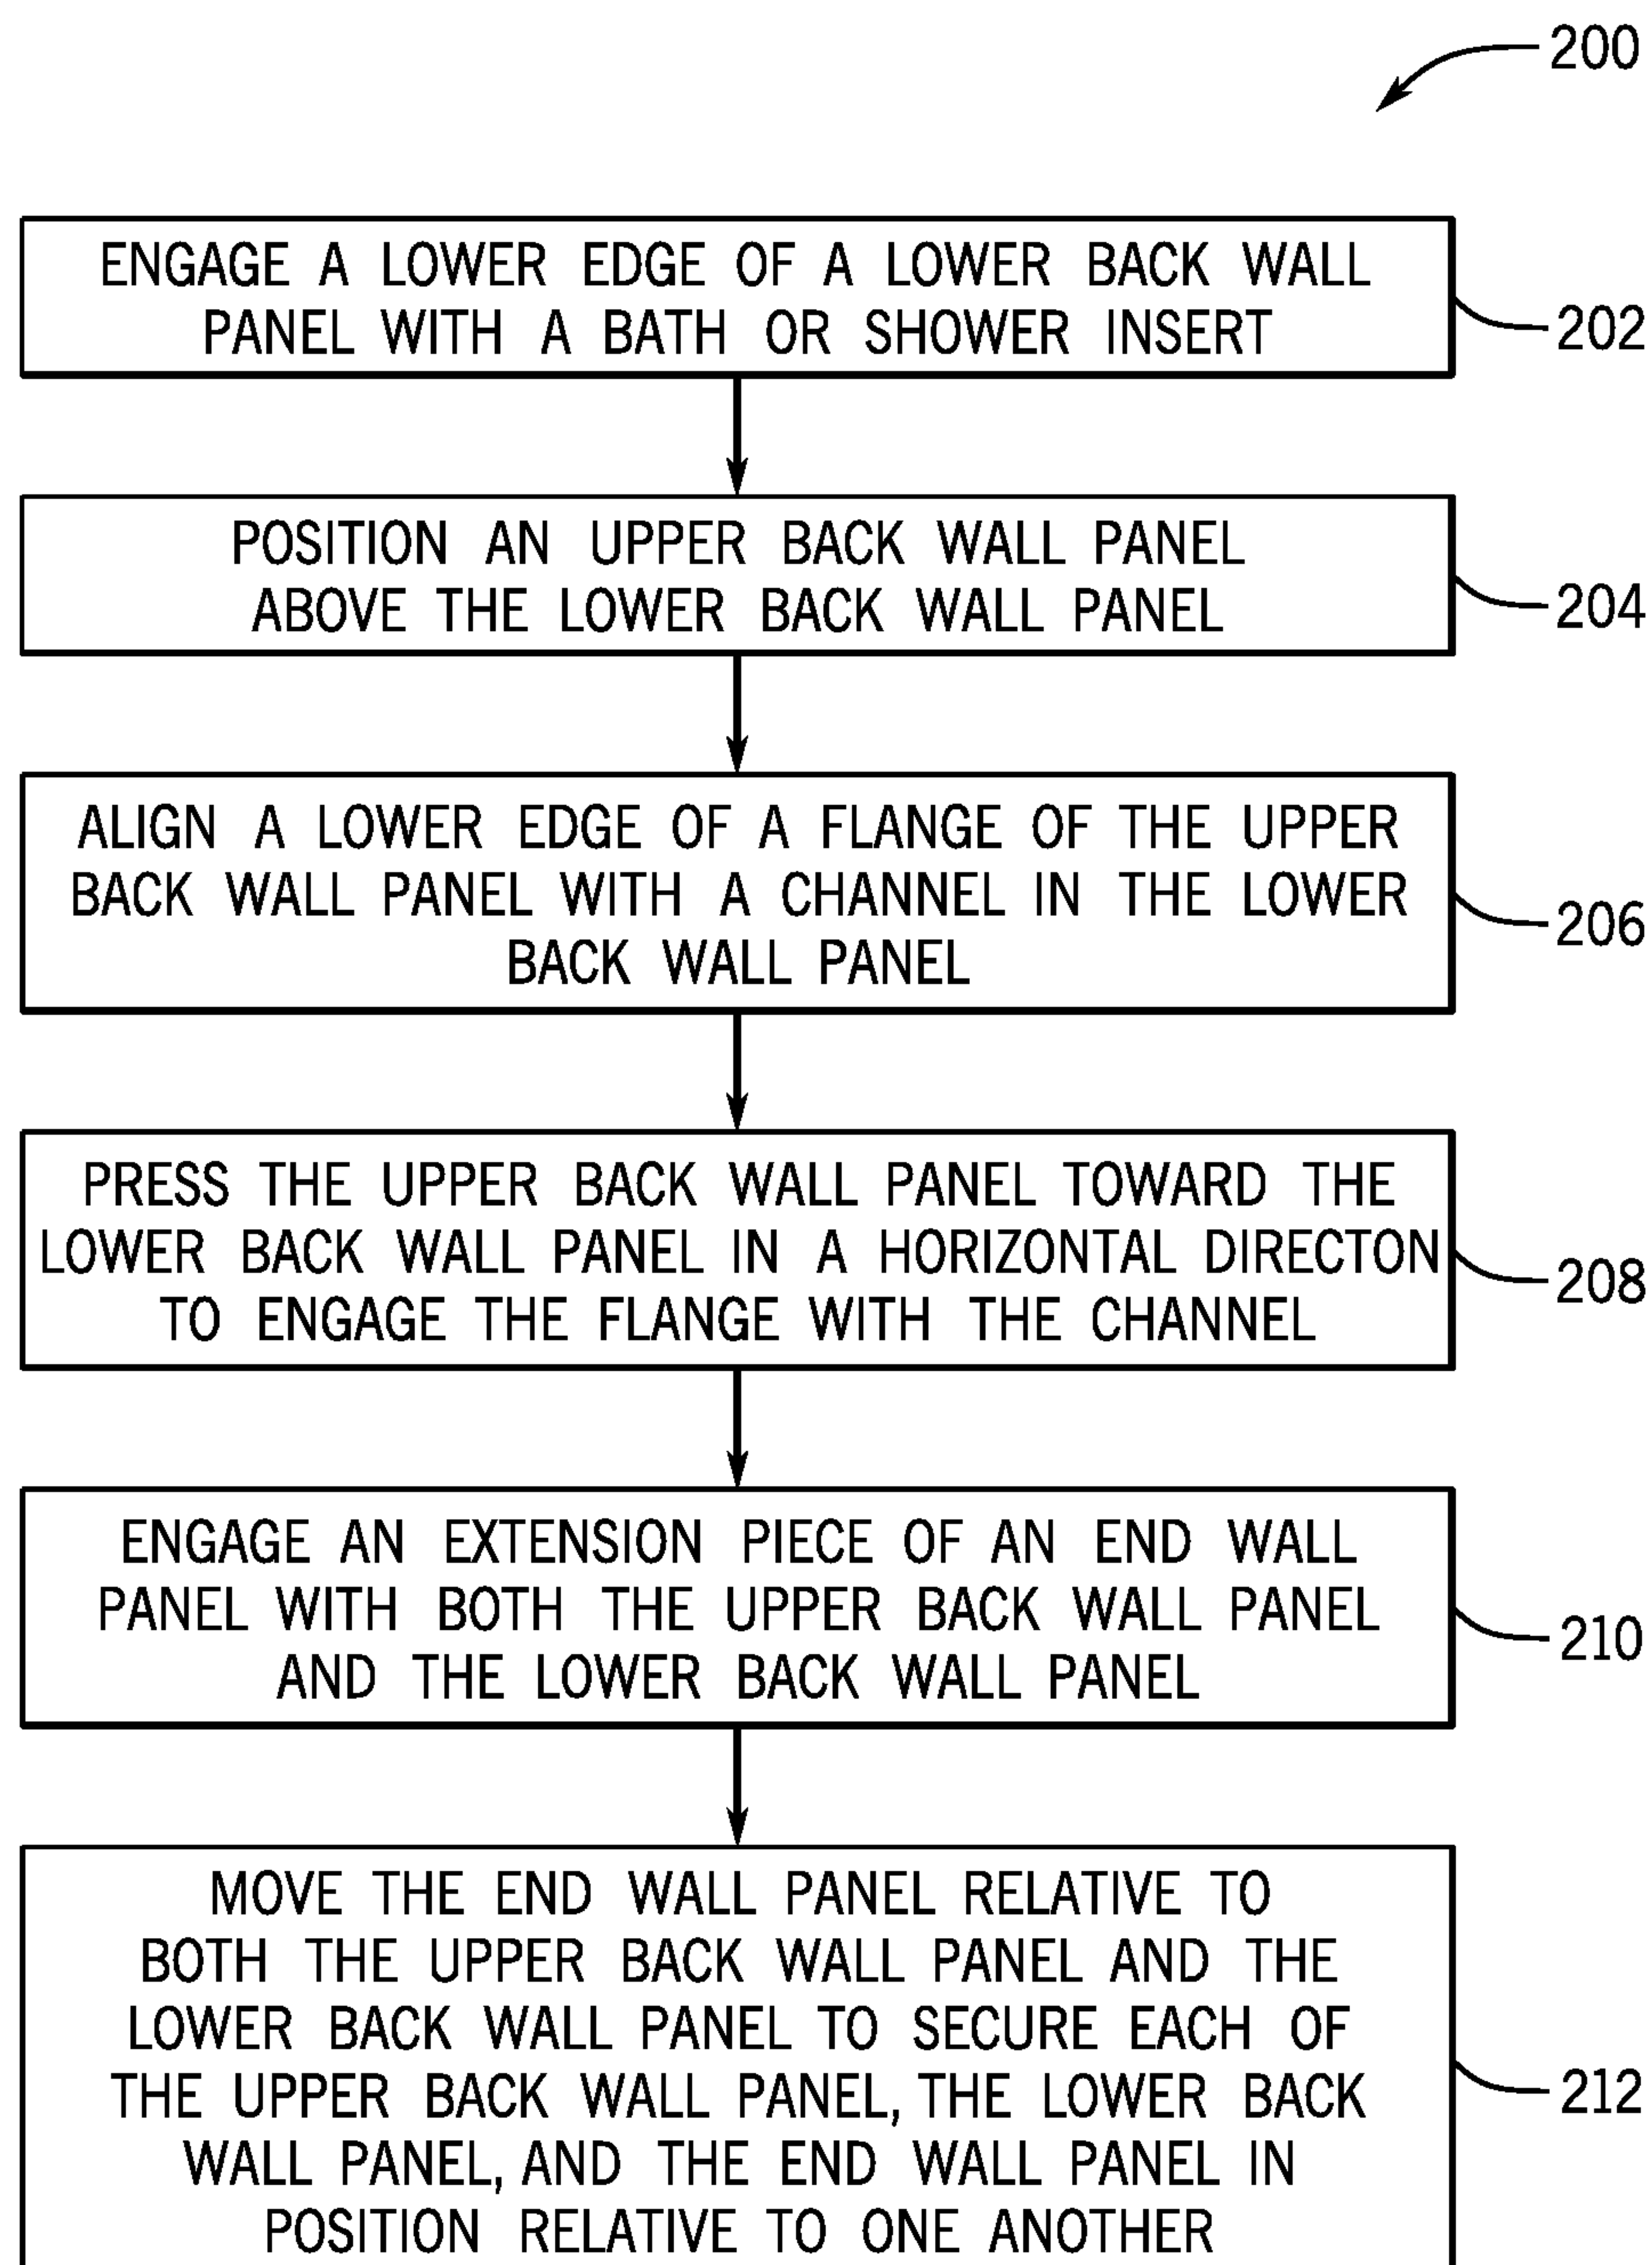 200
ENGAGE A LOWER EDGE OF A LOWER BACK WALL
PANEL WITH A BATH OR SHOWER INSERT
202
POSITION AN UPPER BACK WALL PANEL
ABOVE THE LOWER BACK WALL PANEL
204
ALIGN A LOWER EDGE OF A FLANGE OF THE UPPER
BACK WALL PANEL WITH A CHANNEL IN THE LOWER
BACK WALL PANEL
206
PRESS THE UPPER BACK WALL PANEL TOWARD THE
LOWER BACK WALL PANEL IN A HORIZONTAL DIRECTON
TO ENGAGE THE FLANGE WITH THE CHANNEL
208
ENGAGE AN EXTENSION PIECE OF AN END WALL
PANEL WITH BOTH THE UPPER BACK WALL PANEL
AND THE LOWER BACK WALL PANEL
210
MOVE THE END WALL PANEL RELATIVE TO
BOTH THE UPPER BACK WALL PANEL AND THE
LOWER BACK WALL PANEL TO SECURE EACH OF
THE UPPER BACK WALL PANEL, THE LOWER BACK
WALL PANEL, AND THE END WALL PANEL IN
POSITION RELATIVE TO ONE ANOTHER
212